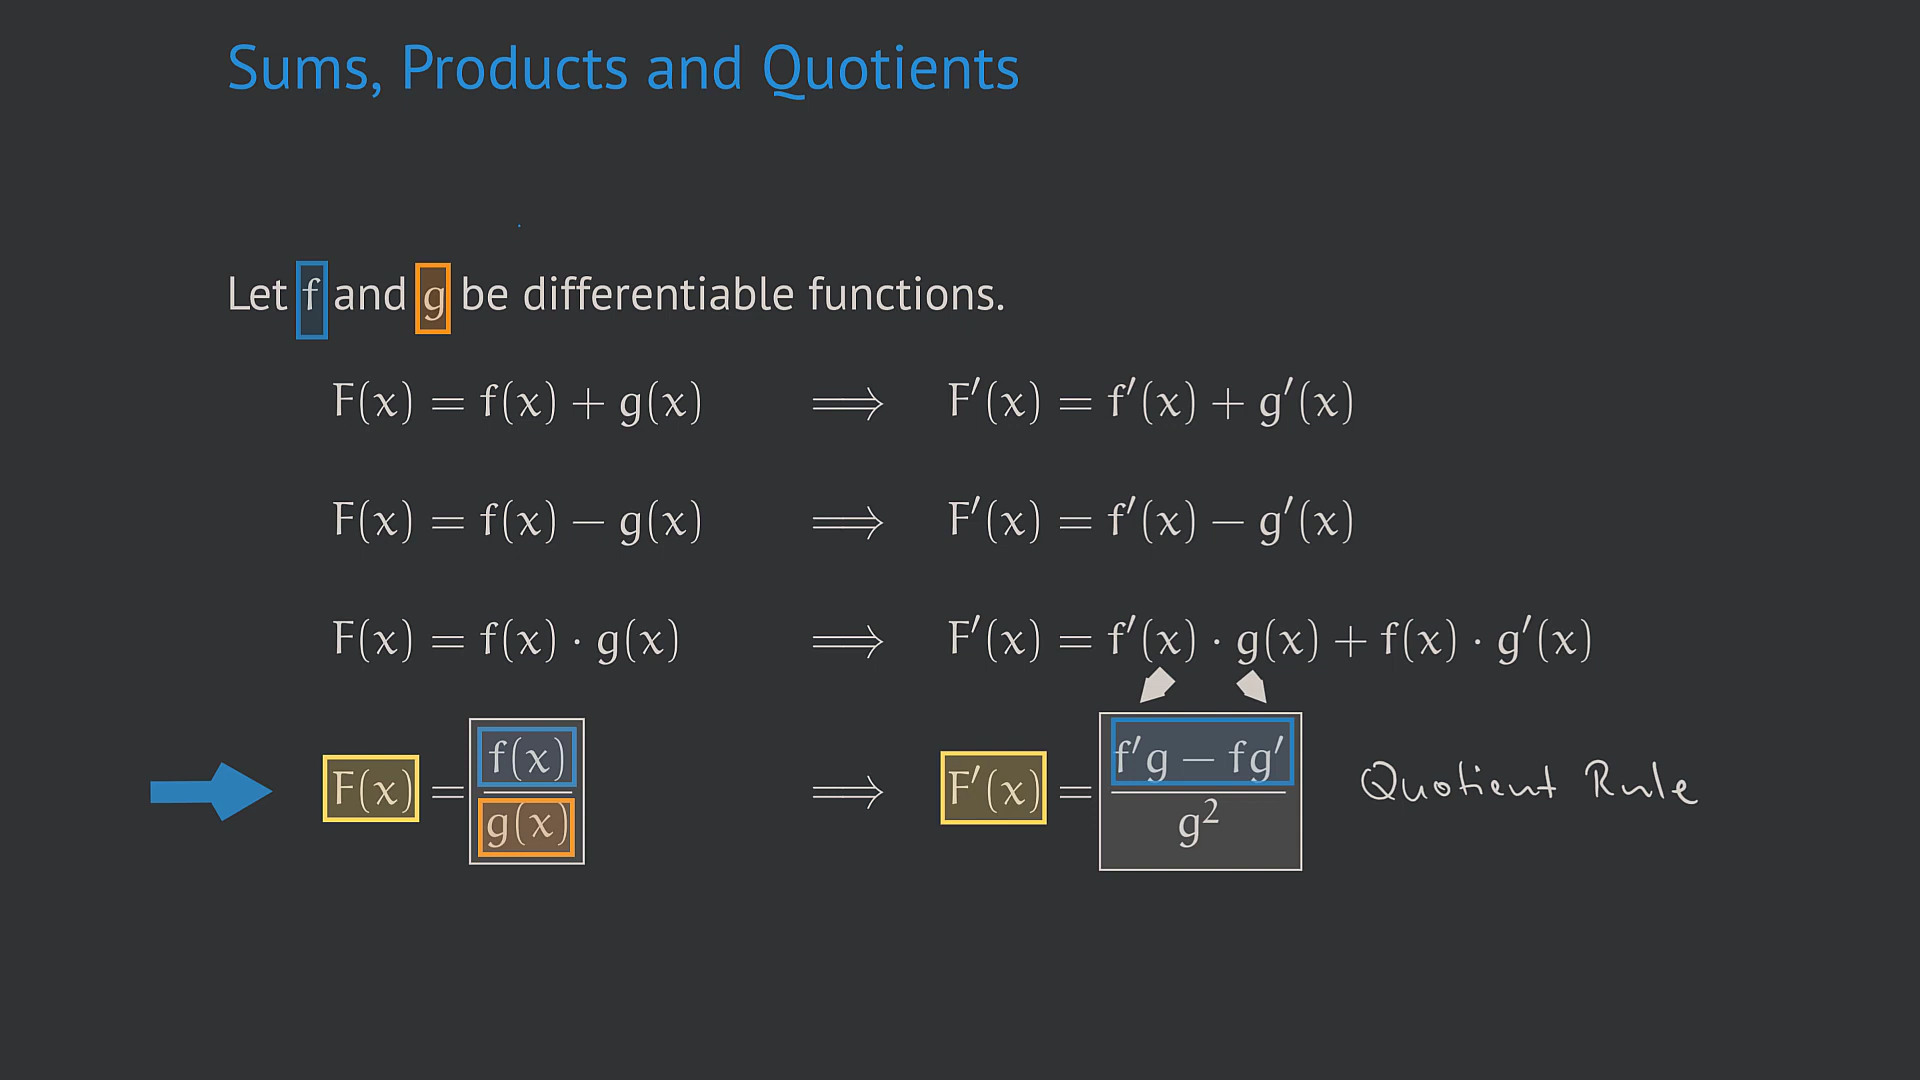 Sums, Products and Quotients
Let f and g be differentiable functions.
F(x) = f(x) + g(x) ⟹ F′(x) = f′(x) + g′(x)
F(x) = f(x) − g(x) ⟹ F′(x) = f′(x) − g′(x)
F(x) = f(x) · g(x) ⟹ F′(x) = f′(x) · g(x) + f(x) · g′(x)
F(x) = f(x)/g(x) ⟹ F′(x) = (f′g − fg′)/g² Quotient Rule